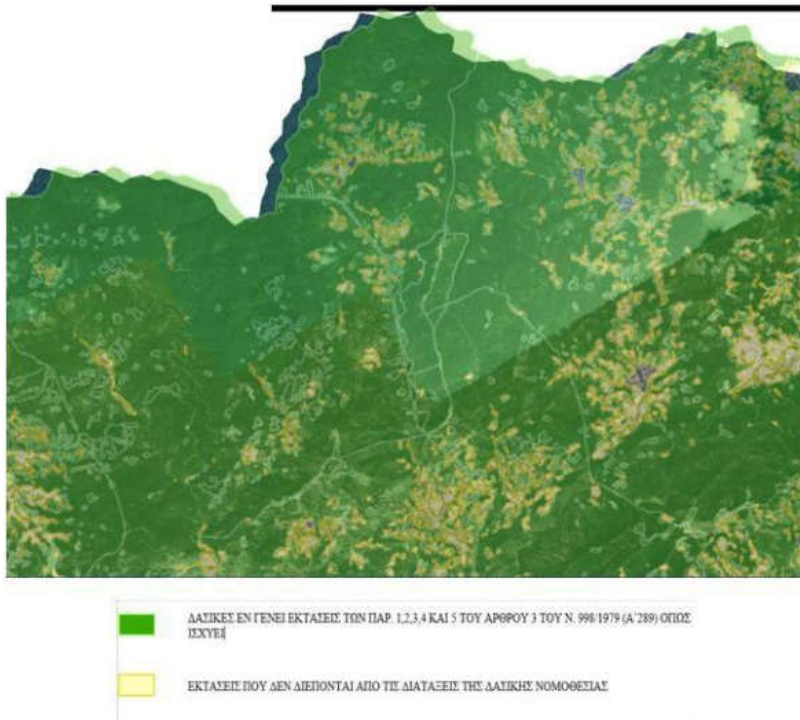 ΔΑΣΙΚΕΣ ΕΝ ΓΕΝΕΙ ΕΚΤΑΣΕΙΣ ΤΩΝ ΠΑΡ. 1,2,3,4 ΚΑΙ 5 ΤΟΥ ΑΡΘΡΟΥ 3 ΤΟΥ Ν. 998/1979 (Α΄289) ΟΠΩΣ
ΙΣΧΥΕΙ
ΕΚΤΑΣΕΙΣ ΠΟΥ ΔΕΝ ΔΙΕΠΟΝΤΑΙ ΑΠΟ ΤΙΣ ΔΙΑΤΑΞΕΙΣ ΤΗΣ ΔΑΣΙΚΗΣ ΝΟΜΟΘΕΣΙΑΣ